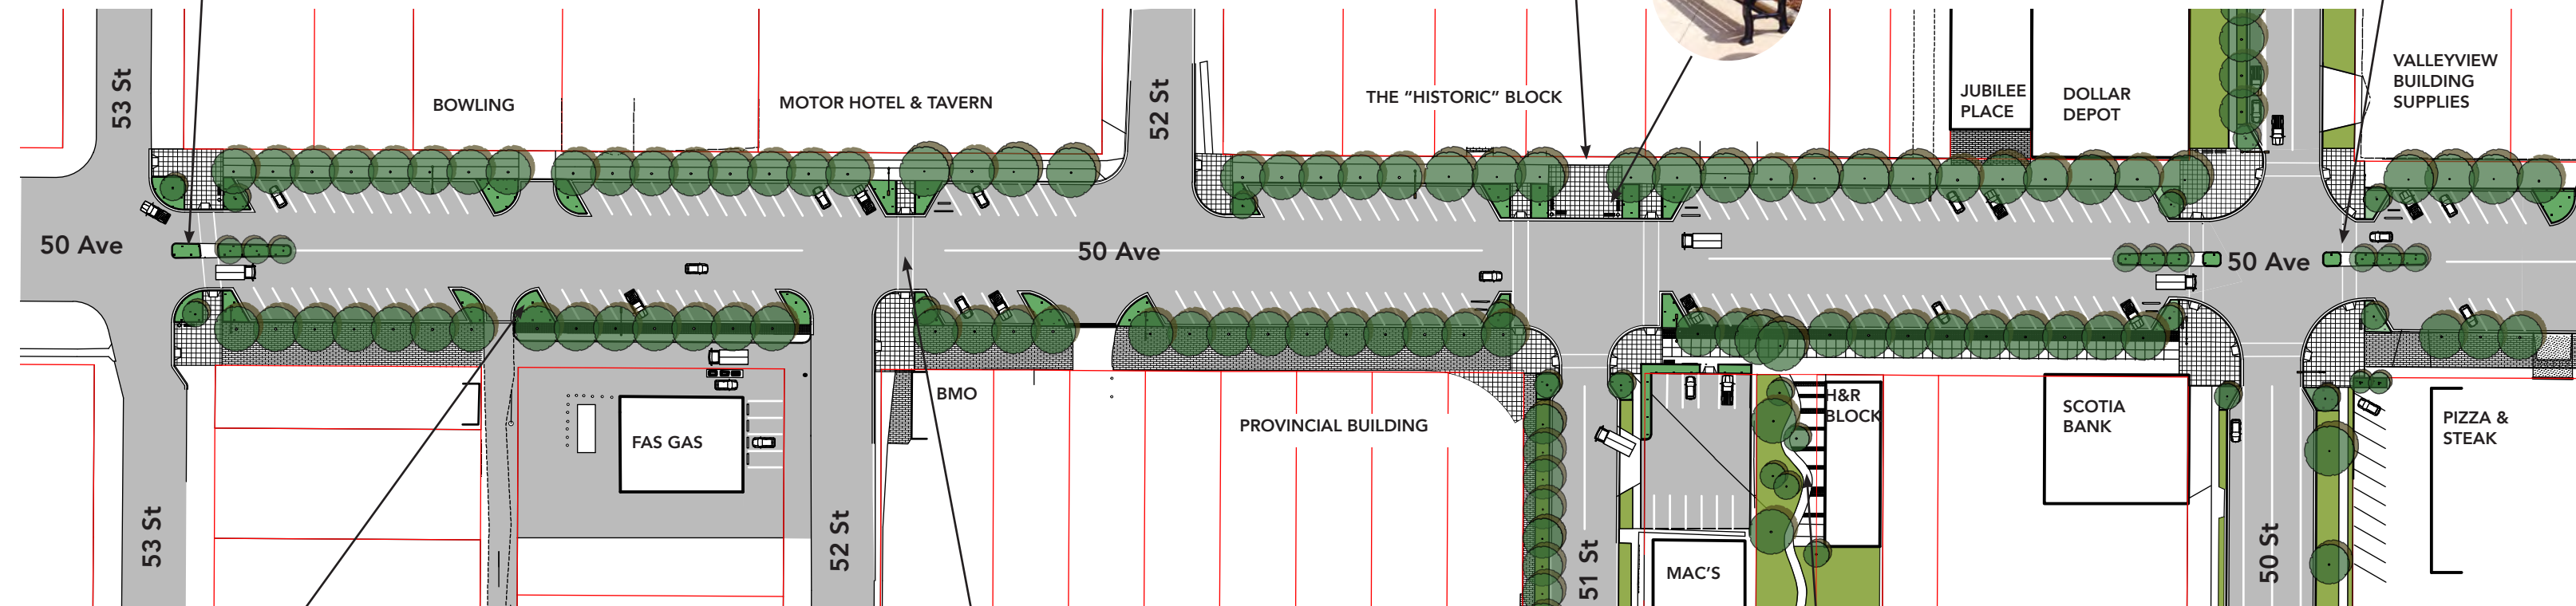 53 St
BOWLING
MOTOR HOTEL & TAVERN
52 St
THE “HISTORIC” BLOCK
JUBILEE
PLACE
DOLLAR
DEPOT
VALLEYVIEW
BUILDING
SUPPLIES
50 Ave
50 Ave
50 Ave
53 St
FAS GAS
52 St
BMO
PROVINCIAL BUILDING
51 St
MAC'S
H&R
BLOCK
SCOTIA
BANK
50 St
PIZZA &
STEAK